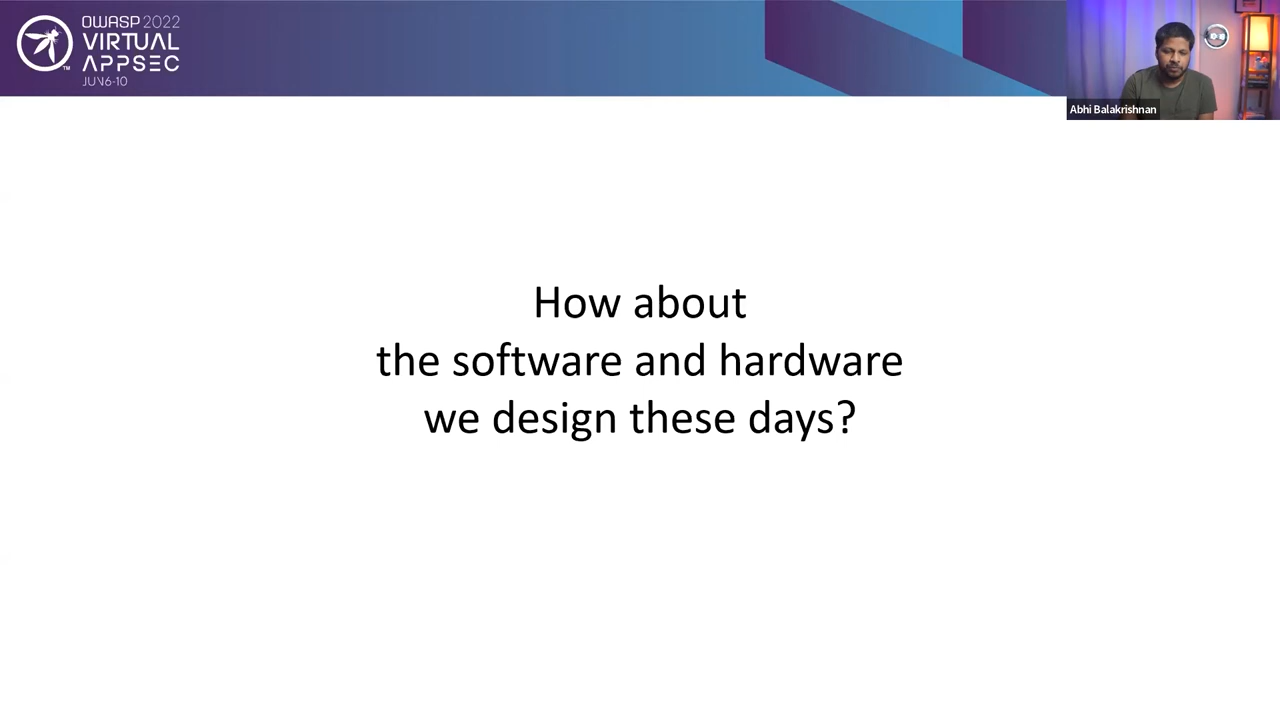 OWASP 2022
VIRTUAL
APPSEC
TM
JUN 6-10
Abhi Balakrishnan
How about
the software and hardware
we design these days?